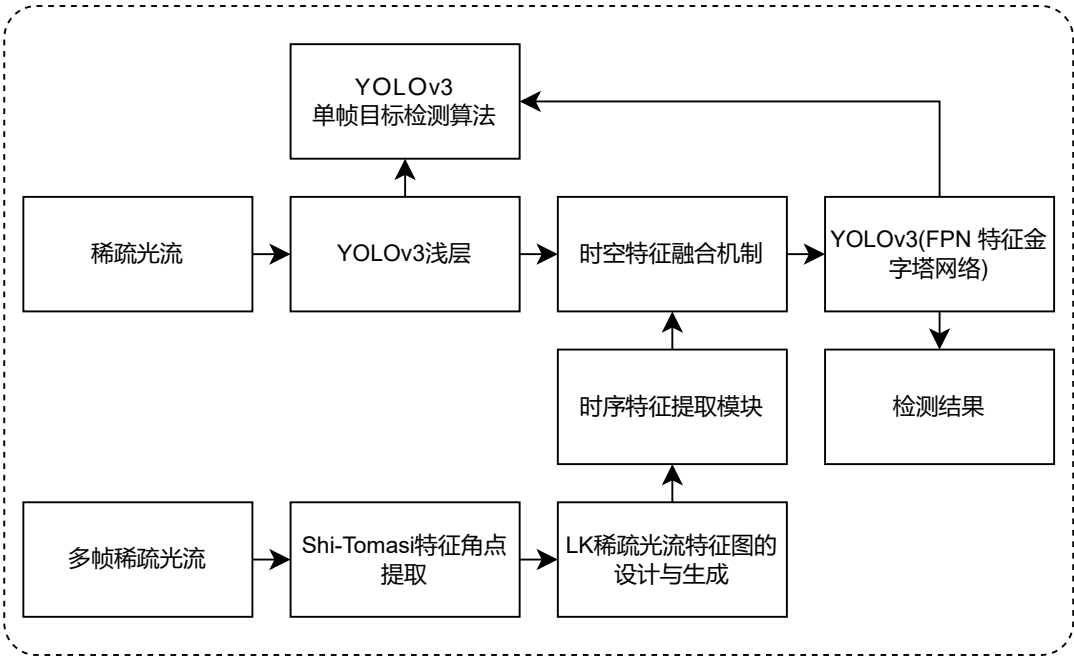 YOLOv3
单帧目标检测算法
稀疏光流
YOLOv3浅层
时空特征融合机制
YOLOv3(FPN 特征金
字塔网络)
时序特征提取模块
检测结果
多帧稀疏光流
Shi-Tomasi特征角点
提取
LK稀疏光流特征图的
设计与生成